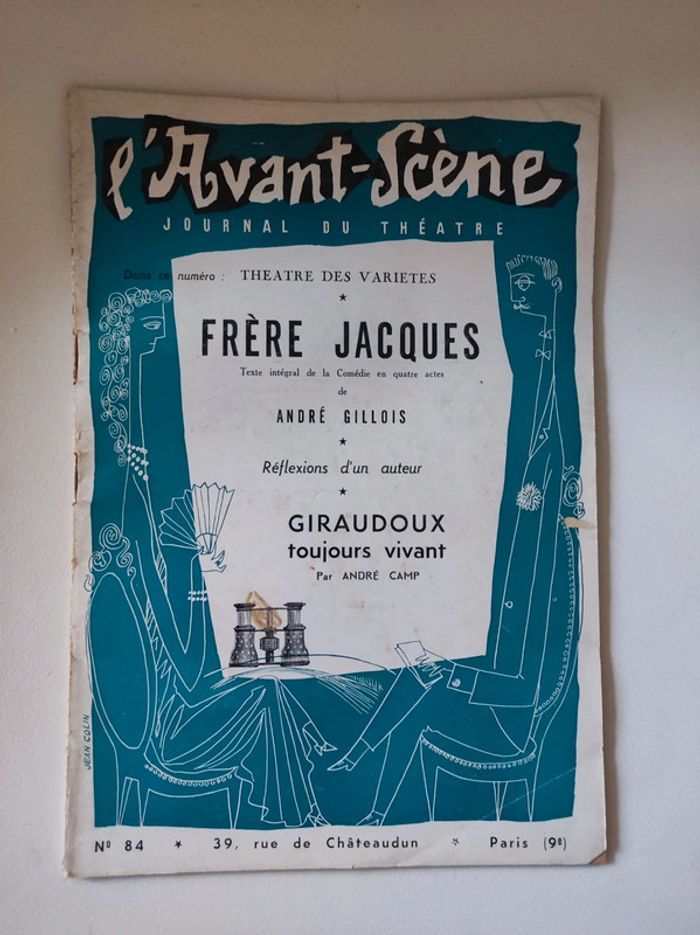 l'Avant-Scène
JOURNAL DU THÉATRE
Dans ce numéro : THEATRE DES VARIETES
★
FRÈRE JACQUES
Texte intégral de la Comédie en quatre actes
de
ANDRÉ GILLOIS
★
Réflexions d'un auteur
★
GIRAUDOUX
toujours vivant
Par ANDRÉ CAMP
JEAN COLIN
Nº 84 ★ 39, rue de Châteaudun ★ Paris (9e)